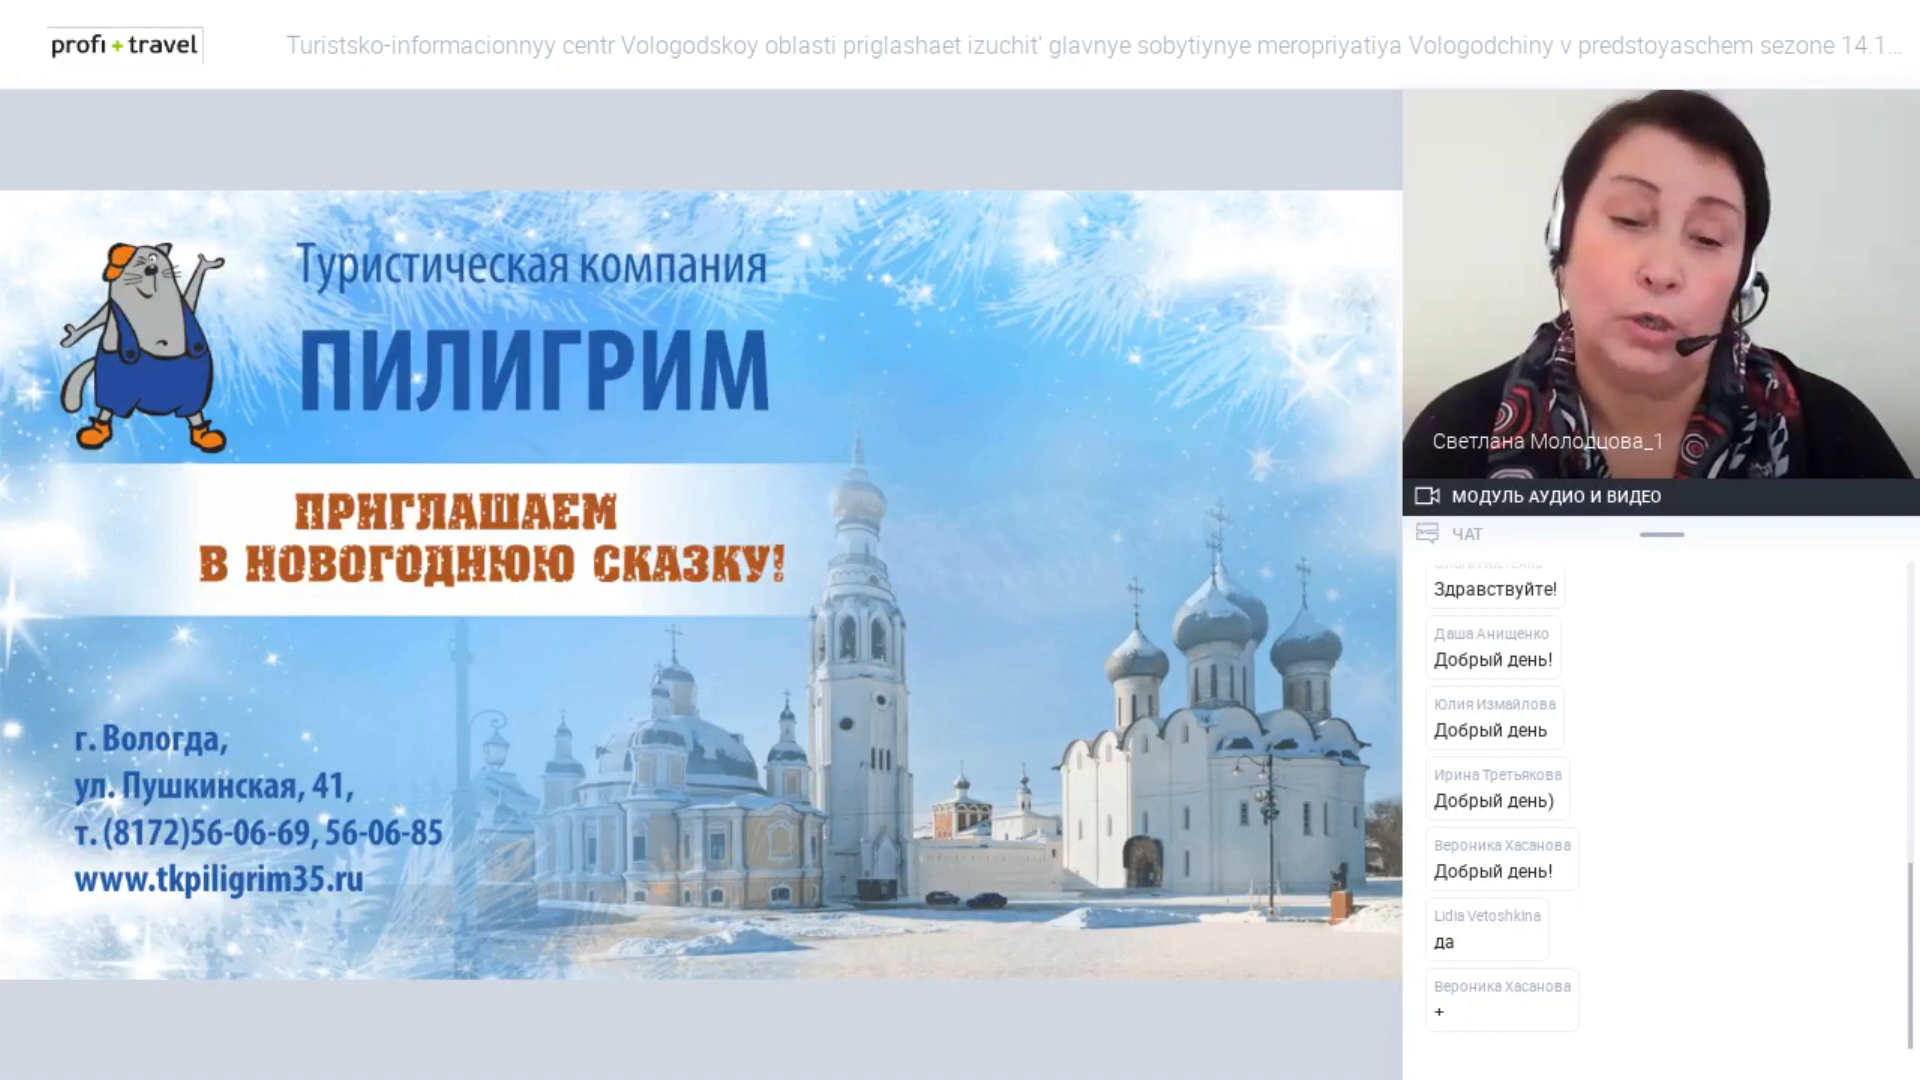 profi + travel
Turistsko-informacionnyy centr Vologodskoy oblasti priglashaet izuchit' glavnye sobytiynye meropriyatiya Vologodchiny v predstoyaschem sezone 14.1...
Туристическая компания
ПИЛИГРИМ
ПРИГЛАШАЕМ
В НОВОГОДНЮЮ СКАЗКУ!
г. Вологда,
ул. Пушкинская, 41,
т. (8172)56-06-69, 56-06-85
www.tkpiligrim35.ru
Светлана Молодцова_1
МОДУЛЬ АУДИО И ВИДЕО
ЧАТ
Здравствуйте!
Даша Анищенко
Добрый день!
Юлия Измайлова
Добрый день
Ирина Третьякова
Добрый день)
Вероника Хасанова
Добрый день!
Lidia Vetoshkina
да
Вероника Хасанова
+